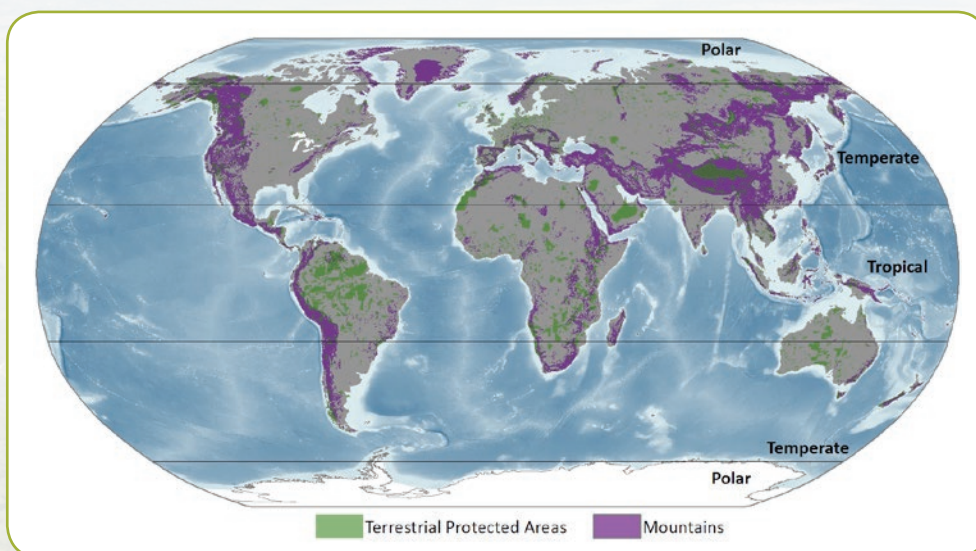 Polar
Temperate
Tropical
Temperate
Polar
Terrestrial Protected Areas
Mountains